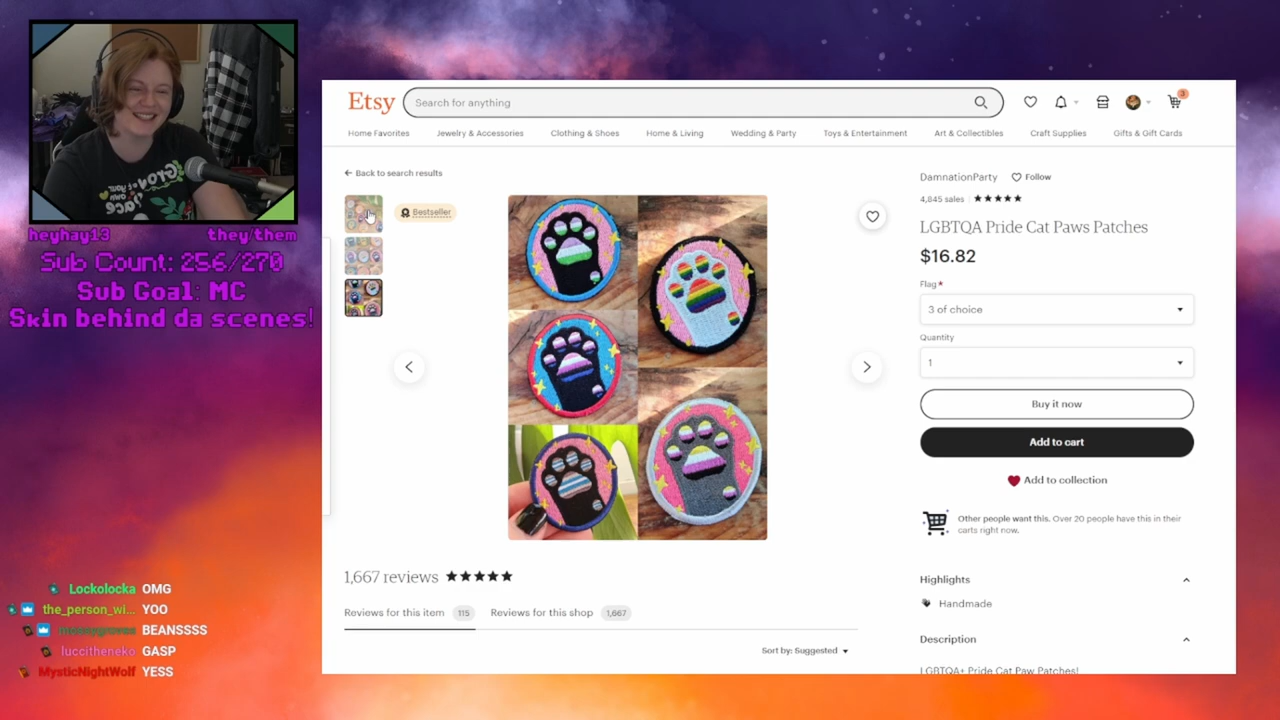 heyhay13 they/them
Sub Count: 256/270
Sub Goal: MC
Skin behind da scenes!
Lockolocka OMG
the_person_wi... YOO
BEANSSSS
luccitheneko GASP
MysticNightWolf YESS
Etsy
Search for anything
3
Home Favorites Jewelry & Accessories Clothing & Shoes Home & Living Wedding & Party Toys & Entertainment Art & Collectibles Craft Supplies Gifts & Gift Cards
Back to search results
Bestseller
DamnationParty Follow
4,845 sales
LGBTQA Pride Cat Paws Patches
$16.82
Flag*
3 of choice
Quantity
1
Buy it now
Add to cart
Add to collection
Other people want this. Over 20 people have this in their
carts right now.
Highlights
Handmade
Description
LGBTQA+ Pride Cat Paw Patches!
1,667 reviews
Reviews for this item 115 Reviews for this shop 1,667
Sort by: Suggested